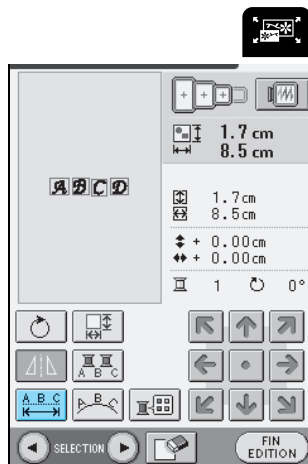 1.7 cm
8.5 cm
A B C D
1.7cm
8.5cm
+ 0.00cm
+ 0.00cm
1 0°
A B C
A B C
A B C
SELECTION
FIN
EDITION